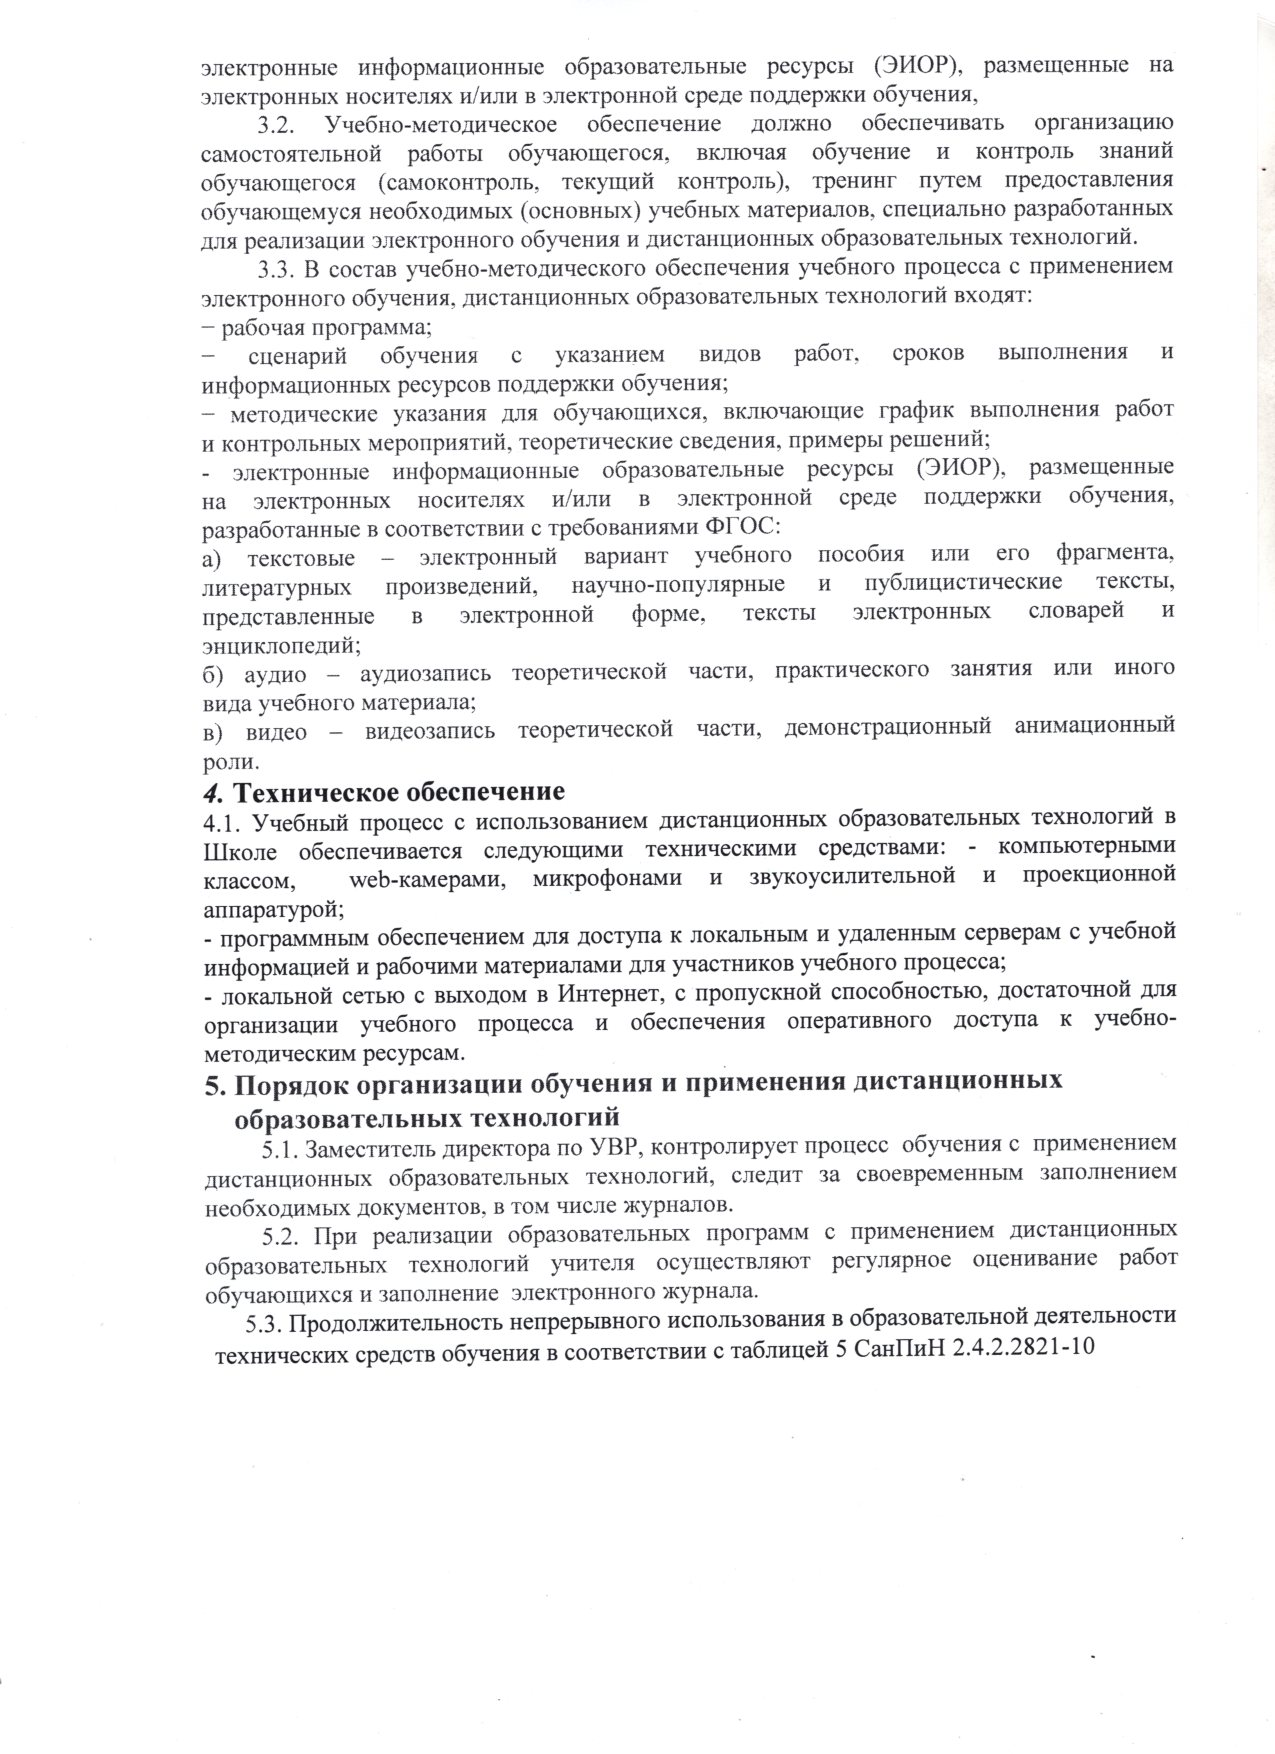 электронные информационные образовательные ресурсы (ЭИОР), размещенные на
электронных носителях и/или в электронной среде поддержки обучения,
3.2. Учебно-методическое обеспечение должно обеспечивать организацию
самостоятельной работы обучающегося, включая обучение и контроль знаний
обучающегося (самоконтроль, текущий контроль), тренинг путем предоставления
обучающемуся необходимых (основных) учебных материалов, специально разработанных
для реализации электронного обучения и дистанционных образовательных технологий.
3.3. В состав учебно-методического обеспечения учебного процесса с применением
электронного обучения, дистанционных образовательных технологий входят:
− рабочая программа;
− сценарий обучения с указанием видов работ, сроков выполнения и
информационных ресурсов поддержки обучения;
− методические указания для обучающихся, включающие график выполнения работ
и контрольных мероприятий, теоретические сведения, примеры решений;
- электронные информационные образовательные ресурсы (ЭИОР), размещенные
на электронных носителях и/или в электронной среде поддержки обучения,
разработанные в соответствии с требованиями ФГОС:
а) текстовые – электронный вариант учебного пособия или его фрагмента,
литературных произведений, научно-популярные и публицистические тексты,
представленные в электронной форме, тексты электронных словарей и
энциклопедий;
б) аудио – аудиозапись теоретической части, практического занятия или иного
вида учебного материала;
в) видео – видеозапись теоретической части, демонстрационный анимационный
роли.
4. Техническое обеспечение
4.1. Учебный процесс с использованием дистанционных образовательных технологий в
Школе обеспечивается следующими техническими средствами: - компьютерными
классом, web-камерами, микрофонами и звукоусилительной и проекционной
аппаратурой;
- программным обеспечением для доступа к локальным и удаленным серверам с учебной
информацией и рабочими материалами для участников учебного процесса;
- локальной сетью с выходом в Интернет, с пропускной способностью, достаточной для
организации учебного процесса и обеспечения оперативного доступа к учебно-
методическим ресурсам.
5. Порядок организации обучения и применения дистанционных
образовательных технологий
5.1. Заместитель директора по УВР, контролирует процесс обучения с применением
дистанционных образовательных технологий, следит за своевременным заполнением
необходимых документов, в том числе журналов.
5.2. При реализации образовательных программ с применением дистанционных
образовательных технологий учителя осуществляют регулярное оценивание работ
обучающихся и заполнение электронного журнала.
5.3. Продолжительность непрерывного использования в образовательной деятельности
технических средств обучения в соответствии с таблицей 5 СанПиН 2.4.2.2821-10